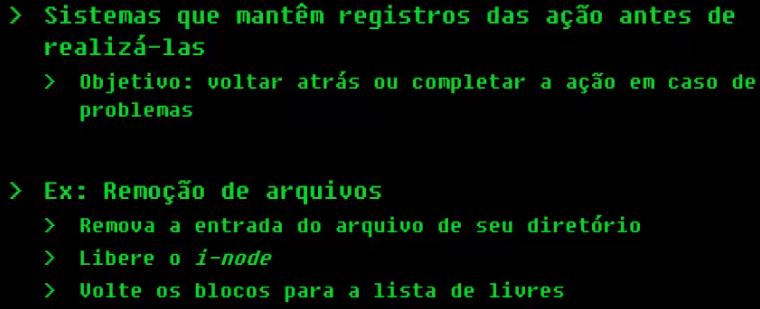 > Sistemas que mantêm registros das ação antes de
realizá-las
> Objetivo: voltar atrás ou completar a ação em caso de
problemas
> Ex: Remoção de arquivos
> Remova a entrada do arquivo de seu diretório
> Libere o i-node
> Volte os blocos para a lista de livres